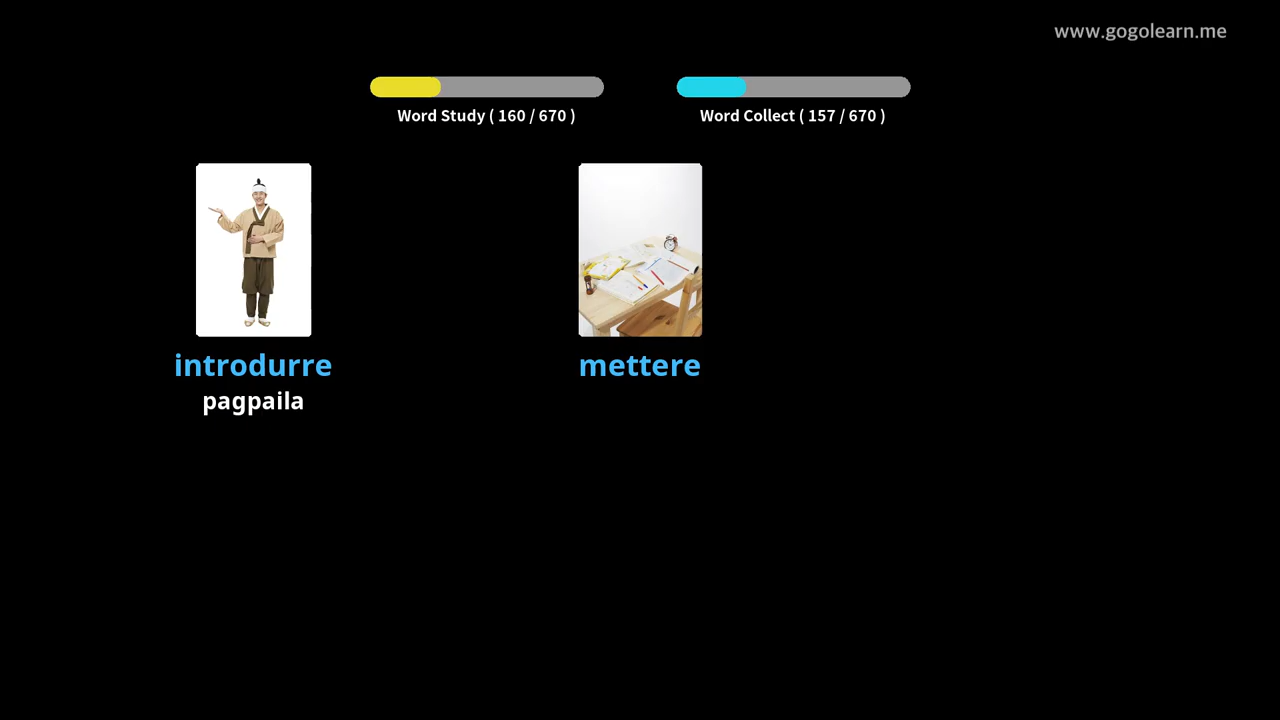 www.gogolearn.me
Word Study ( 160 / 670 )
Word Collect ( 157 / 670 )
introdurre
pagpaila
mettere